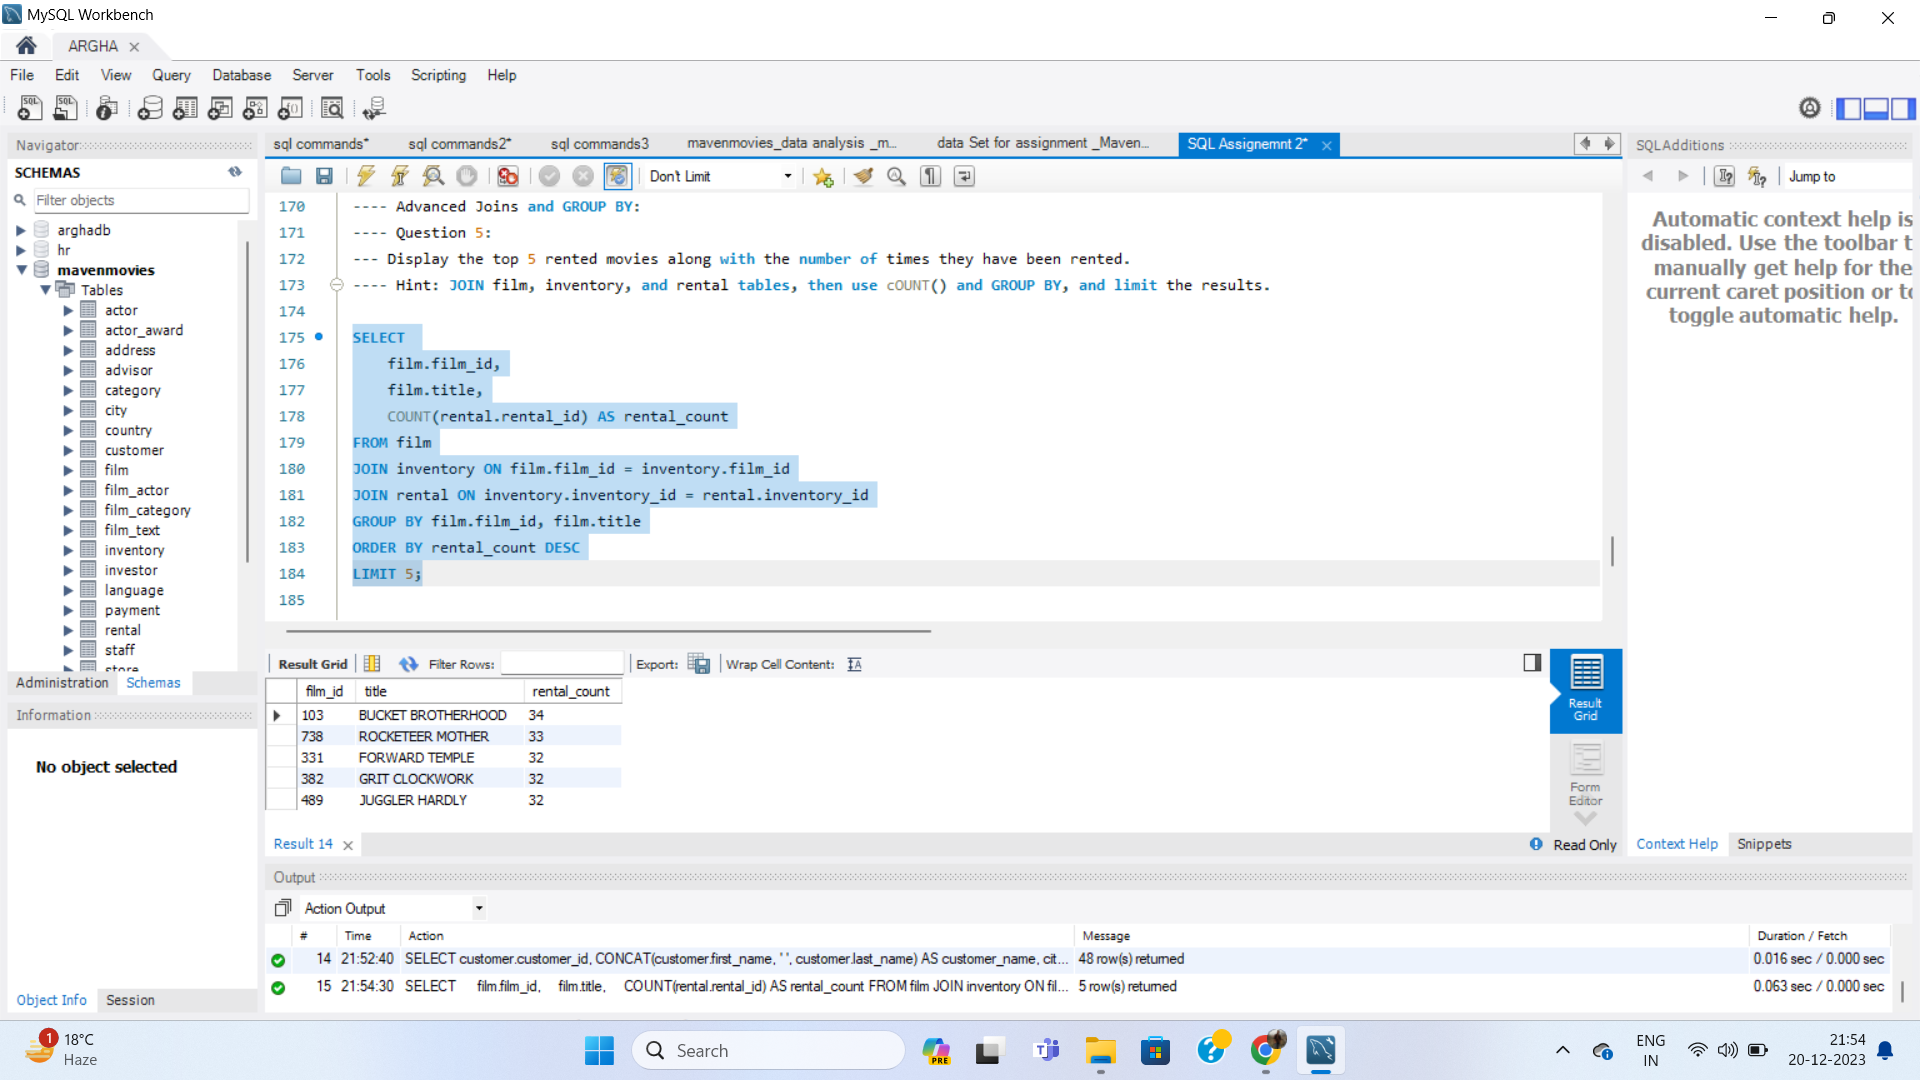 MySQL Workbench
ARGHA
File Edit View Query Database Server Tools Scripting Help
Navigator
SCHEMAS
Filter objects
arghadb
hr
mavenmovies
Tables
actor
actor_award
address
advisor
category
city
country
customer
film
film_actor
film_category
film_text
inventory
investor
language
payment
rental
staff
store
Administration Schemas
Information
No object selected
Object Info Session
sql commands* sql commands2* sql commands3 mavenmovies_data analysis _m... data Set for assignment _Maven... SQL Assignemnt 2*
Don't Limit
170 ---- Advanced Joins and GROUP BY:
171 ---- Question 5:
172 --- Display the top 5 rented movies along with the number of times they have been rented.
173 ---- Hint: JOIN film, inventory, and rental tables, then use cOUNT() and GROUP BY, and limit the results.
174
175 SELECT
176 film.film_id,
177 film.title,
178 COUNT(rental.rental_id) AS rental_count
179 FROM film
180 JOIN inventory ON film.film_id = inventory.film_id
181 JOIN rental ON inventory.inventory_id = rental.inventory_id
182 GROUP BY film.film_id, film.title
183 ORDER BY rental_count DESC
184 LIMIT 5;
185
Result Grid Filter Rows: Export: Wrap Cell Content:
film_id title rental_count
103 BUCKET BROTHERHOOD 34
738 ROCKETEER MOTHER 33
331 FORWARD TEMPLE 32
382 GRIT CLOCKWORK 32
489 JUGGLER HARDLY 32
Result
Grid
Form
Editor
Result 14
Read Only
SQLAdditions
Jump to
Automatic context help is
disabled. Use the toolbar t
manually get help for the
current caret position or to
toggle automatic help.
Context Help Snippets
Output
Action Output
# Time Action Message Duration / Fetch
14 21:52:40 SELECT customer.customer_id, CONCAT(customer.first_name, ' ', customer.last_name) AS customer_name, cit... 48 row(s) returned 0.016 sec / 0.000 sec
15 21:54:30 SELECT film.film_id, film.title, COUNT(rental.rental_id) AS rental_count FROM film JOIN inventory ON fil... 5 row(s) returned 0.063 sec / 0.000 sec
1
18°C
Haze
Search
PRE
ENG
IN
21:54
20-12-2023